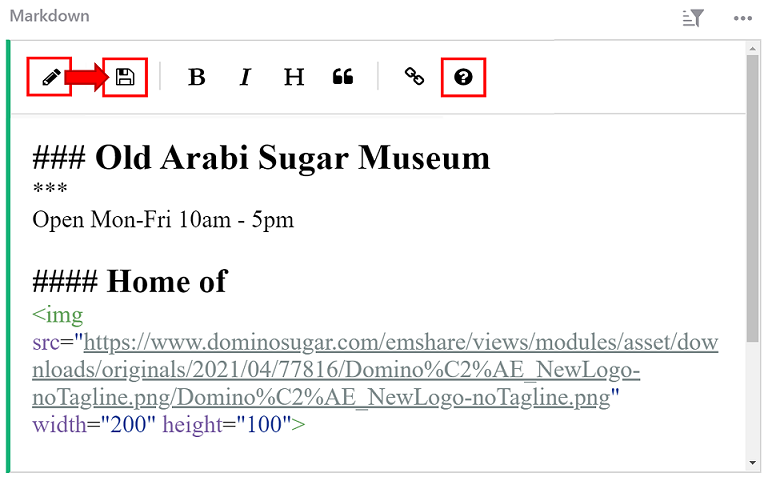 Markdown
B I H
### Old Arabi Sugar Museum
***
Open Mon-Fri 10am - 5pm
#### Home of
<img
src="https://www.dominosugar.com/emshare/views/modules/asset/dow
nloads/originals/2021/04/77816/Domino%C2%AE_NewLogo-
noTagline.png/Domino%C2%AE_NewLogo-noTagline.png"
width="200" height="100">